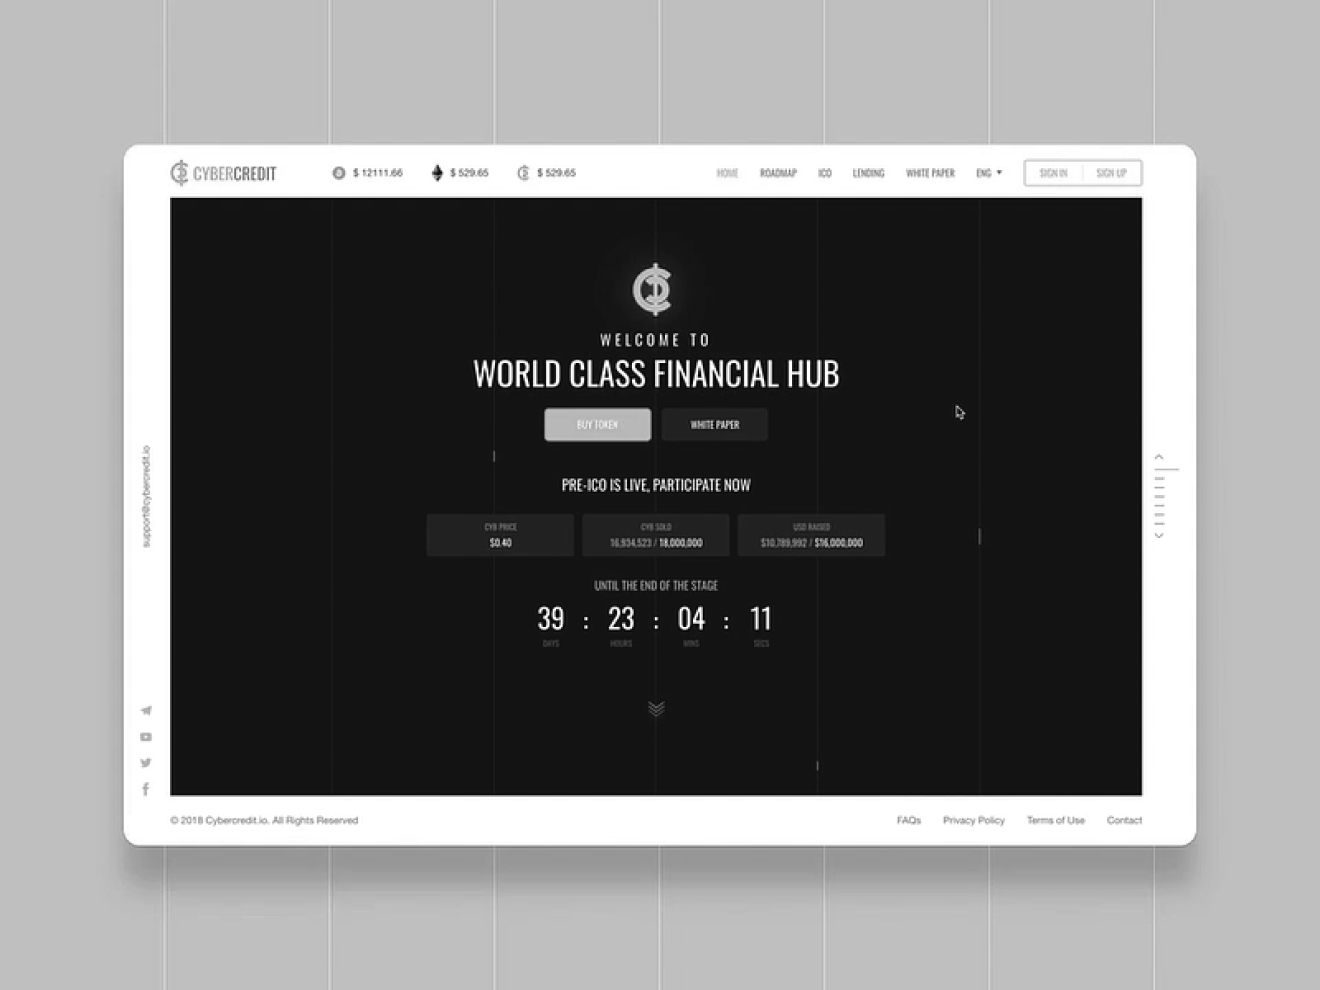 CYBERCREDIT
$ 12111.66
$ 529.65
$ 529.65
HOME
ROADMAP
ICO
LENDING
WHITE PAPER
ENG
SIGN IN
SIGN UP
WELCOME TO
WORLD CLASS FINANCIAL HUB
BUY TOKEN
WHITE PAPER
PRE-ICO IS LIVE, PARTICIPATE NOW
CYB PRICE
$0.40
CYB SOLD
16,934,523 / 18,000,000
USD RAISED
$10,789,992 / $16,000,000
UNTIL THE END OF THE STAGE
39 : 23 : 04 : 11
DAYS
HOURS
MINS
SECS
support@cybercredit.io
© 2018 Cybercredit.io. All Rights Reserved
FAQs
Privacy Policy
Terms of Use
Contact